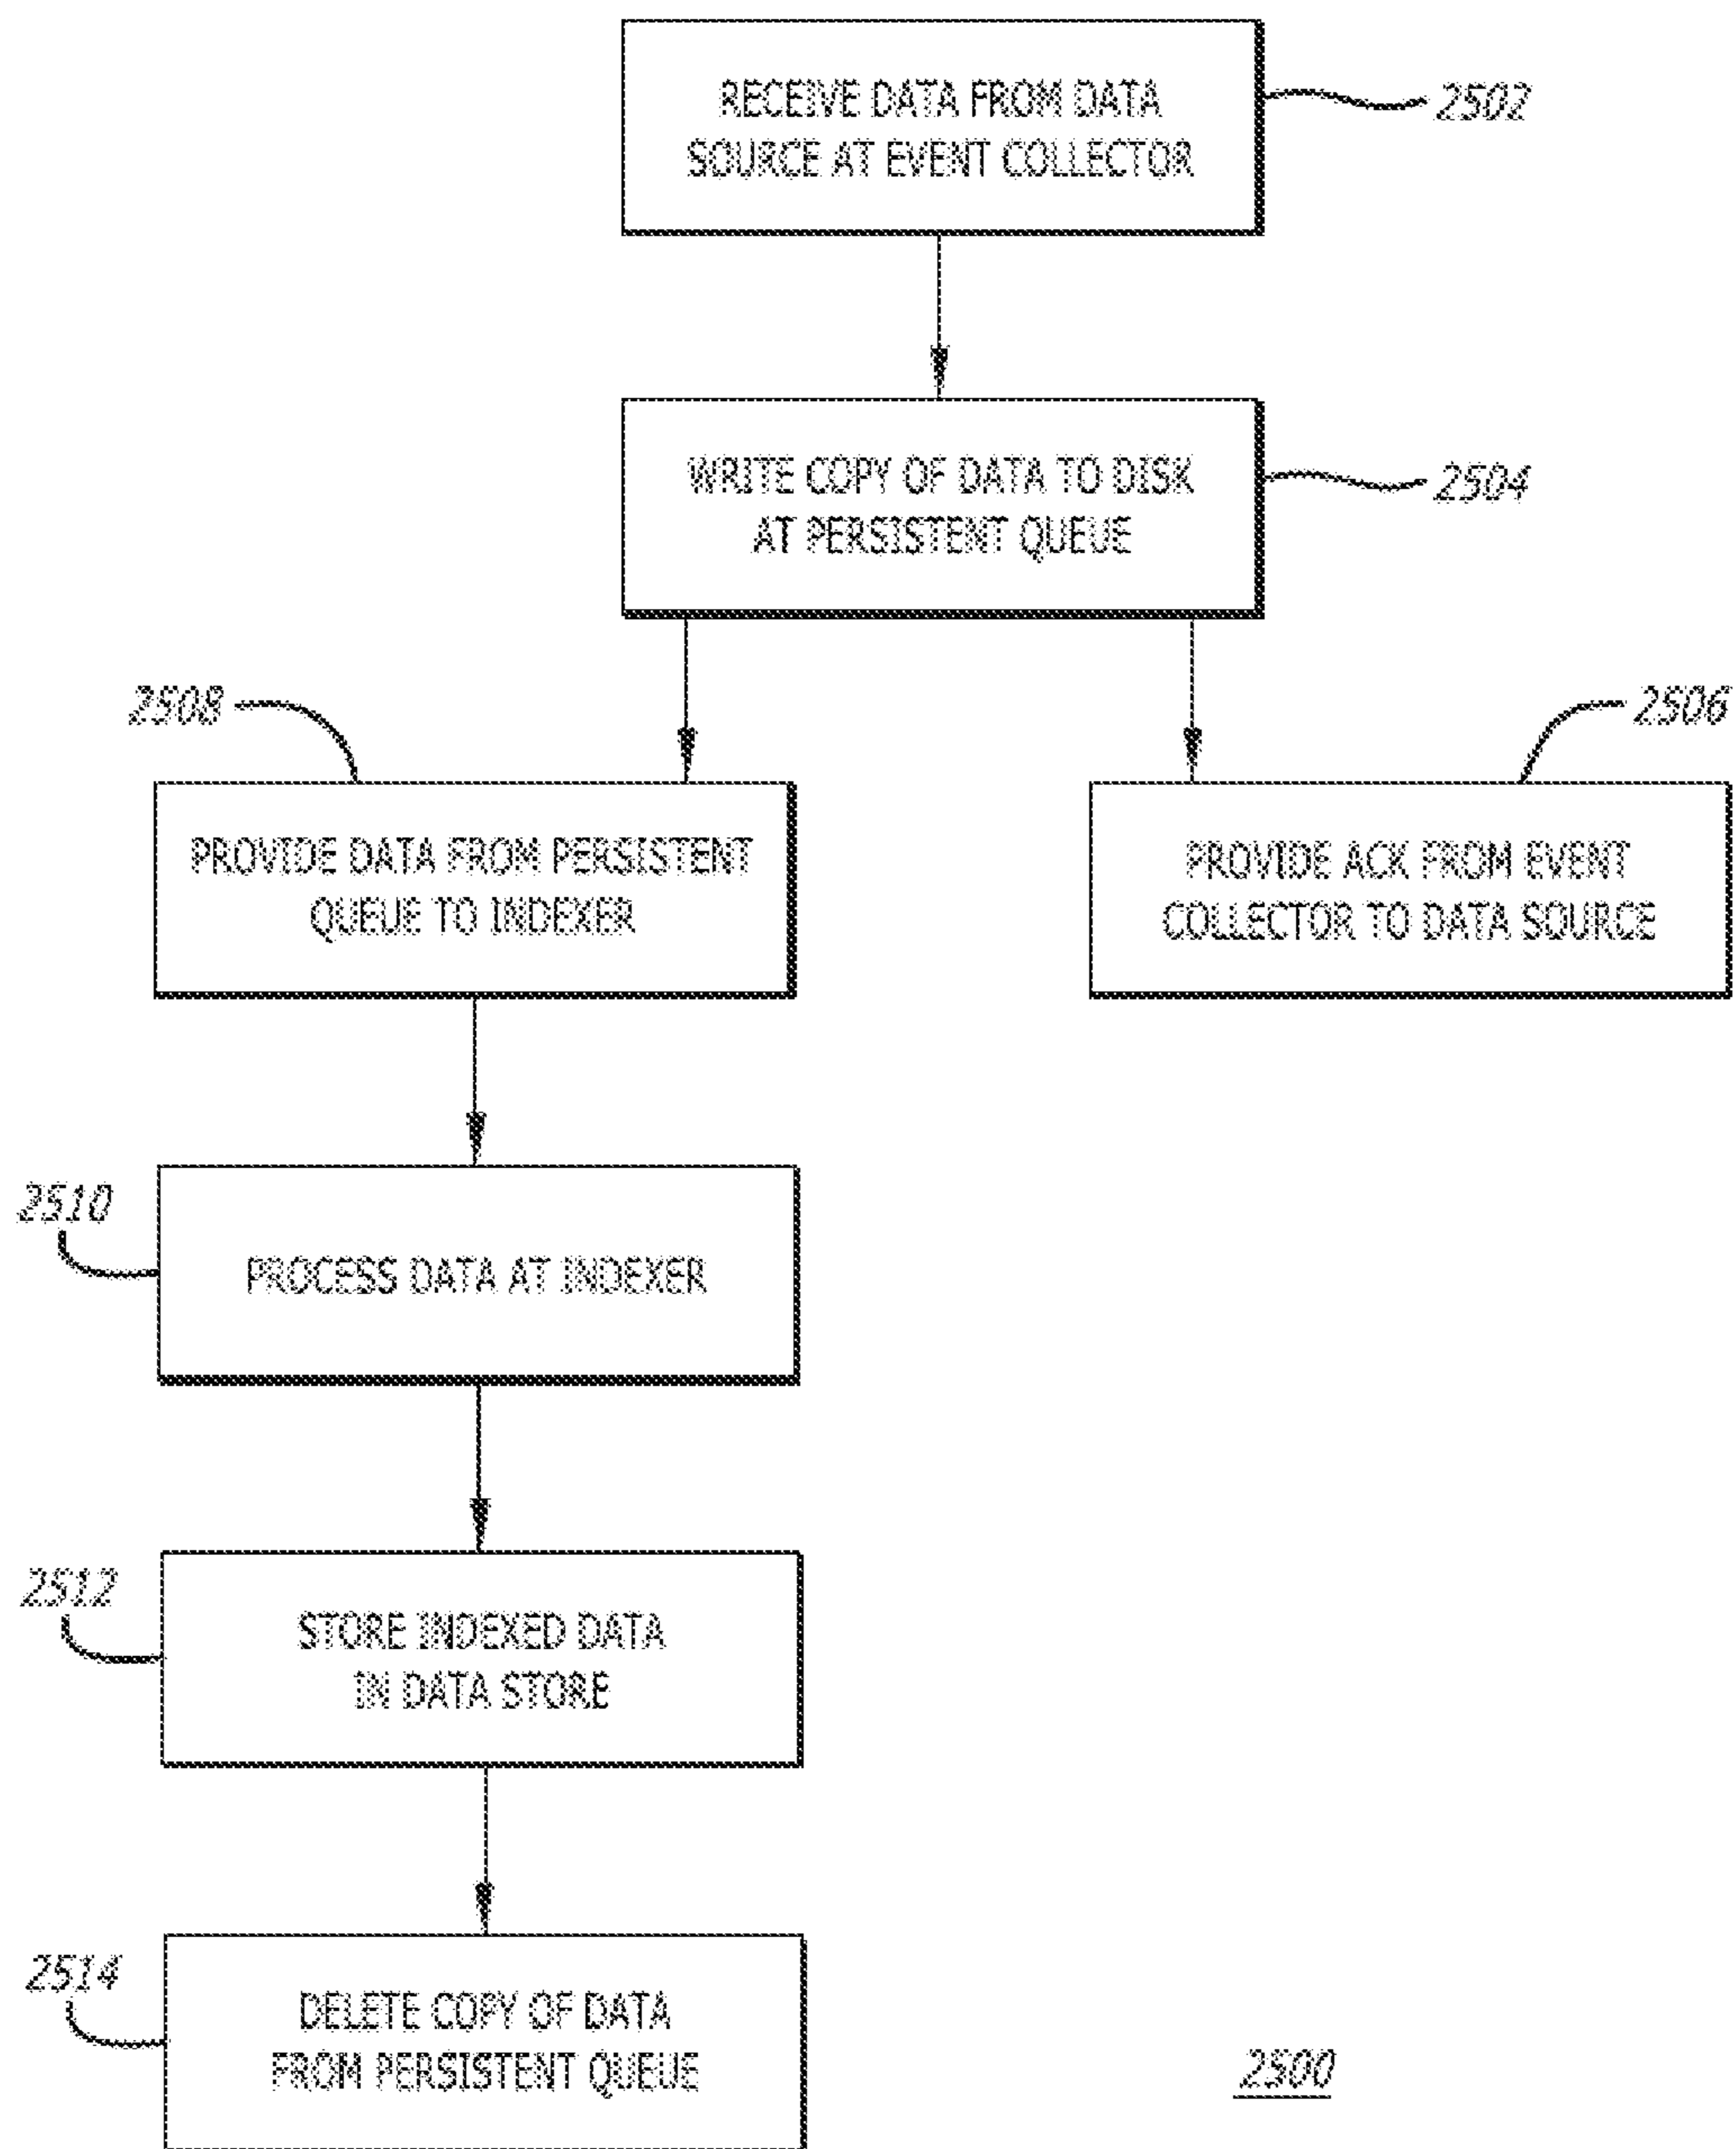 RECEIVE DATA FROM DATA
SOURCE AT EVENT COLLECTOR
2502
WRITE COPY OF DATA TO DISK
AT PERSISTENT QUEUE
2504
2508
2506
PROVIDE DATA FROM PERSISTENT
QUEUE TO INDEXER
PROVIDE ACK FROM EVENT
COLLECTOR TO DATA SOURCE
2510
PROCESS DATA AT INDEXER
2512
STORE INDEXED DATA
IN DATA STORE
2514
DELETE COPY OF DATA
FROM PERSISTENT QUEUE
2500